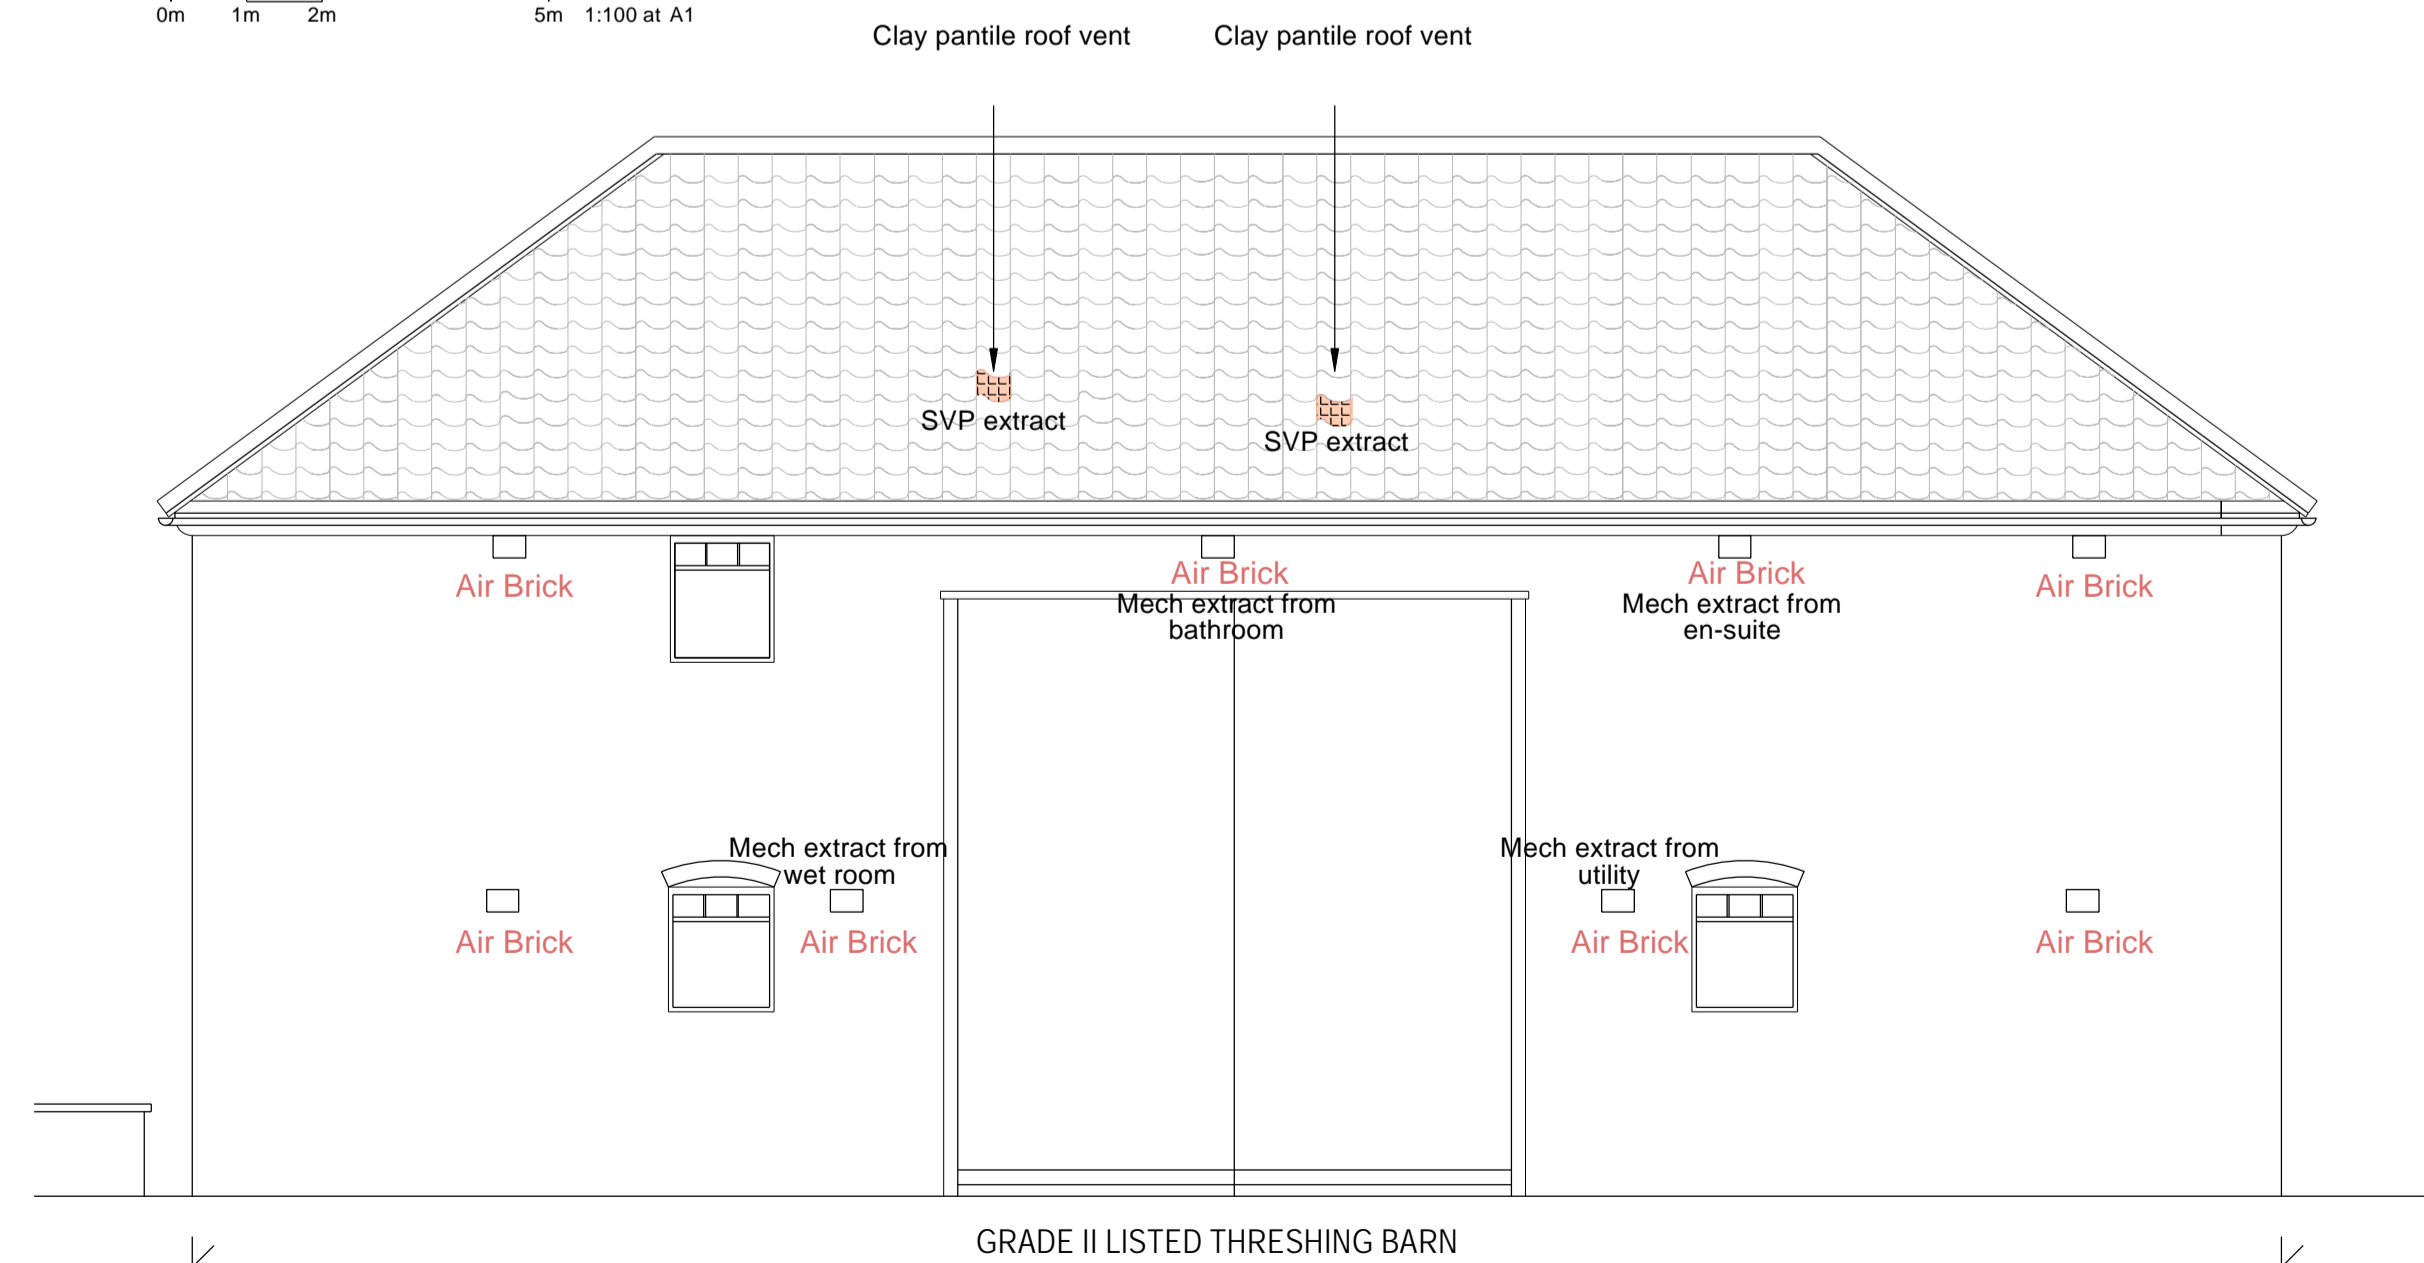 0m 1m 2m 5m 1:100 at A1
Clay pantile roof vent
Clay pantile roof vent
SVP extract
SVP extract
Air Brick
Air Brick
Mech extract from
bathroom
Air Brick
Mech extract from
en-suite
Air Brick
Mech extract from
wet room
Mech extract from
utility
Air Brick
Air Brick
Air Brick
Air Brick
GRADE II LISTED THRESHING BARN